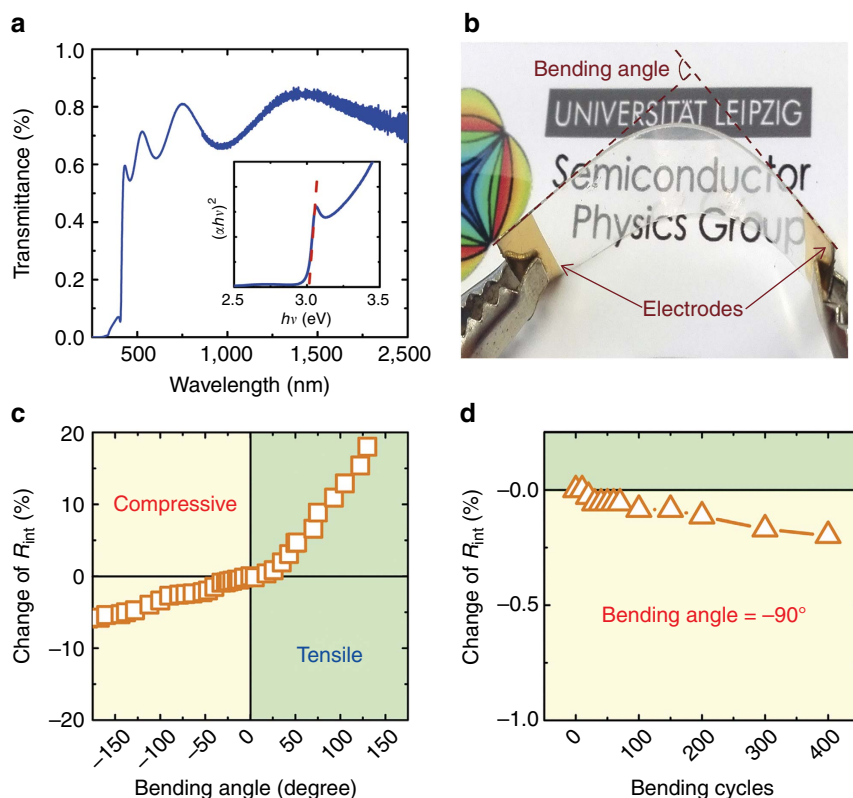 a
1.0
0.8
0.6
0.4
0.2
0.0
Transmittance (%)
500
1,000
1,500
2,500
Wavelength (nm)
(αhν)²
2.5
3.0
3.5
hν (eV)
b
Bending angle
UNIVERSITÄT LEIPZIG
Semiconductor
Physics Group
Electrodes
c
20
10
0
−10
−20
Change of Rint (%)
Compressive
Tensile
−150
−100
−50
0
50
100
150
Bending angle (degree)
d
−0.0
−0.5
−1.0
Change of Rint (%)
Bending angle = −90°
0
100
200
300
400
Bending cycles